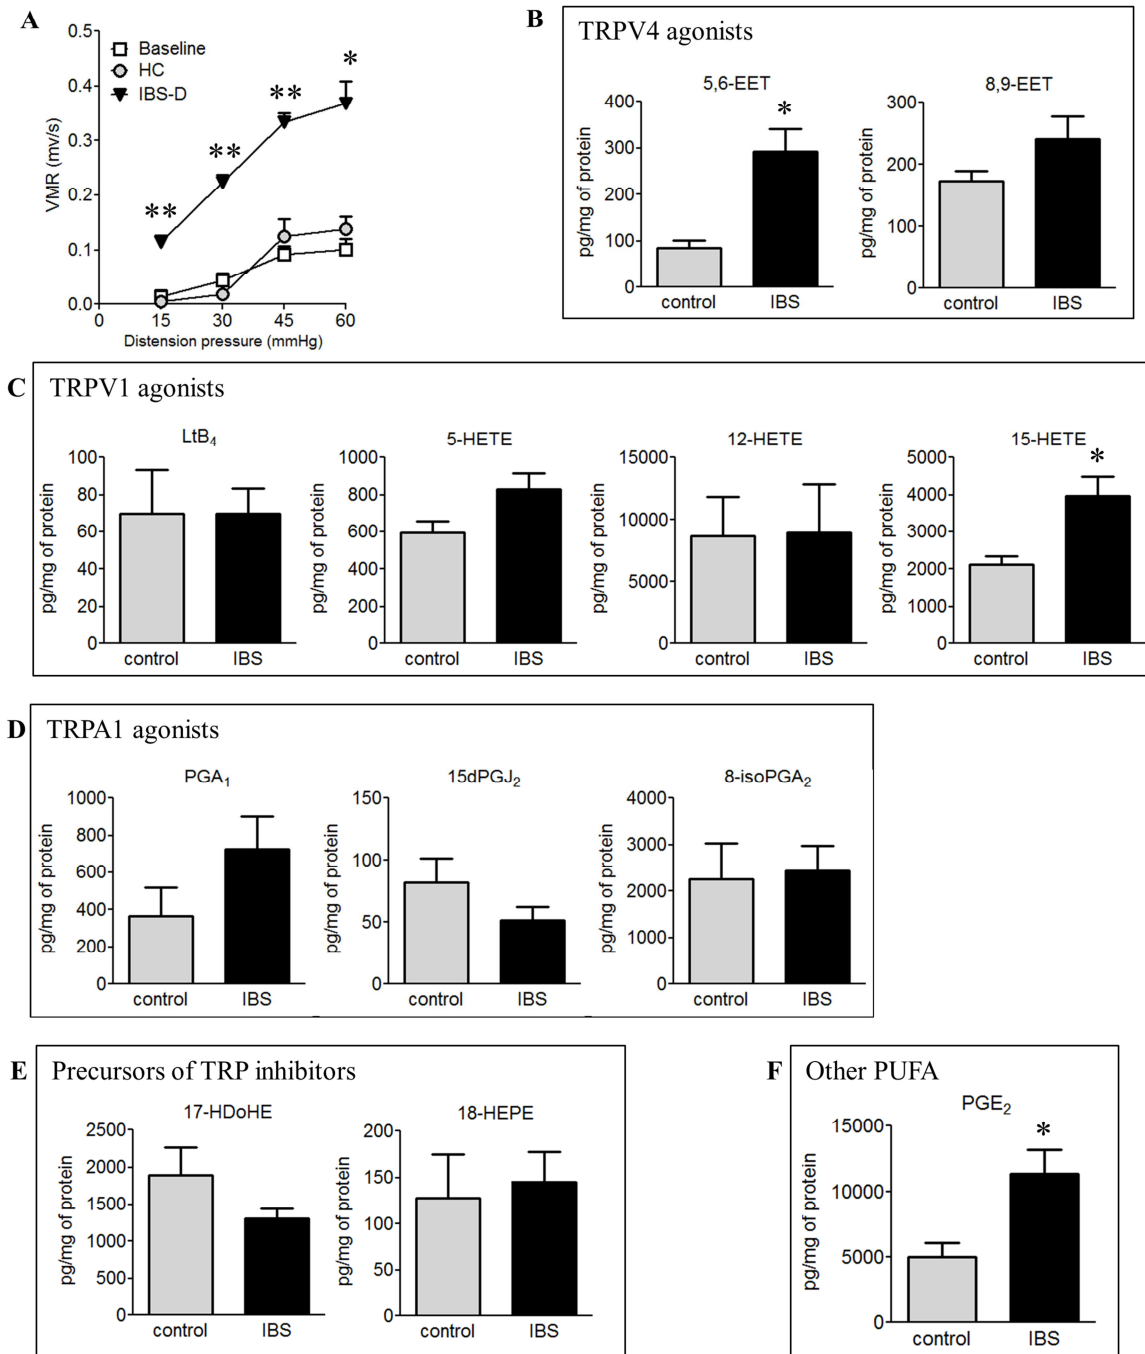 A
0.5
0.4
0.3
0.2
0.1
0.0
VMR (mv/s)
Baseline
HC
IBS-D
**
**
**
*
0
15
30
45
60
Distension pressure (mmHg)
B
TRPV4 agonists
5,6-EET
400
300
200
100
0
pg/mg of protein
*
control
IBS
8,9-EET
300
200
100
0
pg/mg of protein
control
IBS
C
TRPV1 agonists
LtB4
100
80
60
40
20
0
pg/mg of protein
control
IBS
5-HETE
1000
800
600
400
200
0
pg/mg of protein
control
IBS
12-HETE
15000
10000
5000
0
pg/mg of protein
control
IBS
15-HETE
5000
4000
3000
2000
1000
0
pg/mg of protein
*
control
IBS
D
TRPA1 agonists
PGA1
1000
800
600
400
200
0
pg/mg of protein
control
IBS
15dPGJ2
150
100
50
0
pg/mg of protein
control
IBS
8-isoPGA2
4000
3000
2000
1000
0
pg/mg of protein
control
IBS
E
Precursors of TRP inhibitors
17-HDoHE
2500
2000
1500
1000
500
0
pg/mg of protein
control
IBS
18-HEPE
200
150
100
50
0
pg/mg of protein
control
IBS
F
Other PUFA
PGE2
15000
10000
5000
0
pg/mg of protein
*
control
IBS